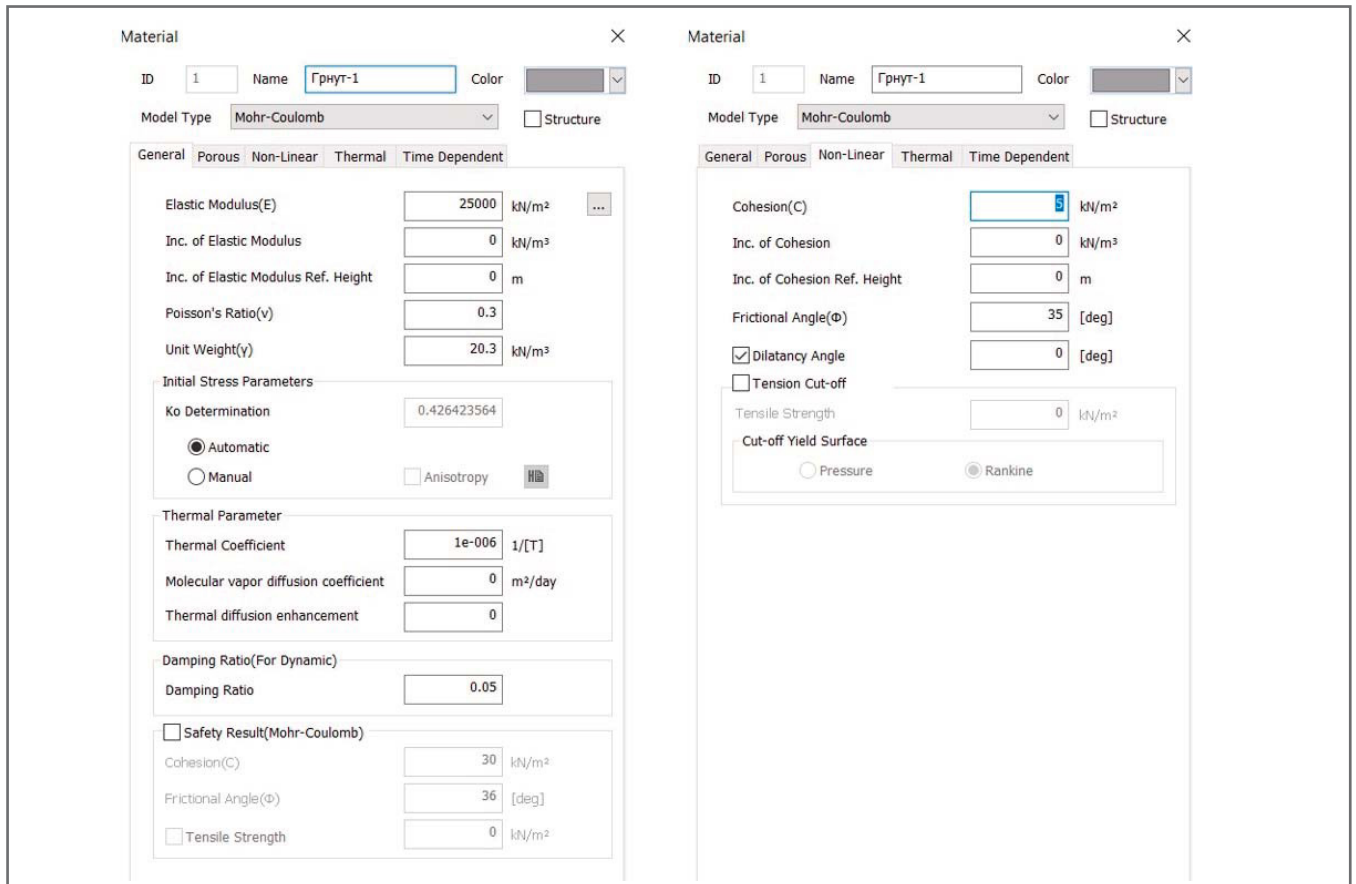 Material
ID 1 Name Грнут-1 Color
Model Type Mohr-Coulomb Structure
General Porous Non-Linear Thermal Time Dependent
Elastic Modulus(E) 25000 kN/m² ...
Inc. of Elastic Modulus 0 kN/m³
Inc. of Elastic Modulus Ref. Height 0 m
Poisson's Ratio(ν) 0.3
Unit Weight(γ) 20.3 kN/m³
Initial Stress Parameters
Ko Determination 0.426423564
Automatic
Manual Anisotropy
Thermal Parameter
Thermal Coefficient 1e-006 1/[T]
Molecular vapor diffusion coefficient 0 m²/day
Thermal diffusion enhancement 0
Damping Ratio(For Dynamic)
Damping Ratio 0.05
Safety Result(Mohr-Coulomb)
Cohesion(C) 30 kN/m²
Frictional Angle(Φ) 36 [deg]
Tensile Strength 0 kN/m²
Material
ID 1 Name Грнут-1 Color
Model Type Mohr-Coulomb Structure
General Porous Non-Linear Thermal Time Dependent
Cohesion(C) 5 kN/m²
Inc. of Cohesion 0 kN/m³
Inc. of Cohesion Ref. Height 0 m
Frictional Angle(Φ) 35 [deg]
Dilatancy Angle 0 [deg]
Tension Cut-off
Tensile Strength 0 kN/m²
Cut-off Yield Surface
Pressure Rankine